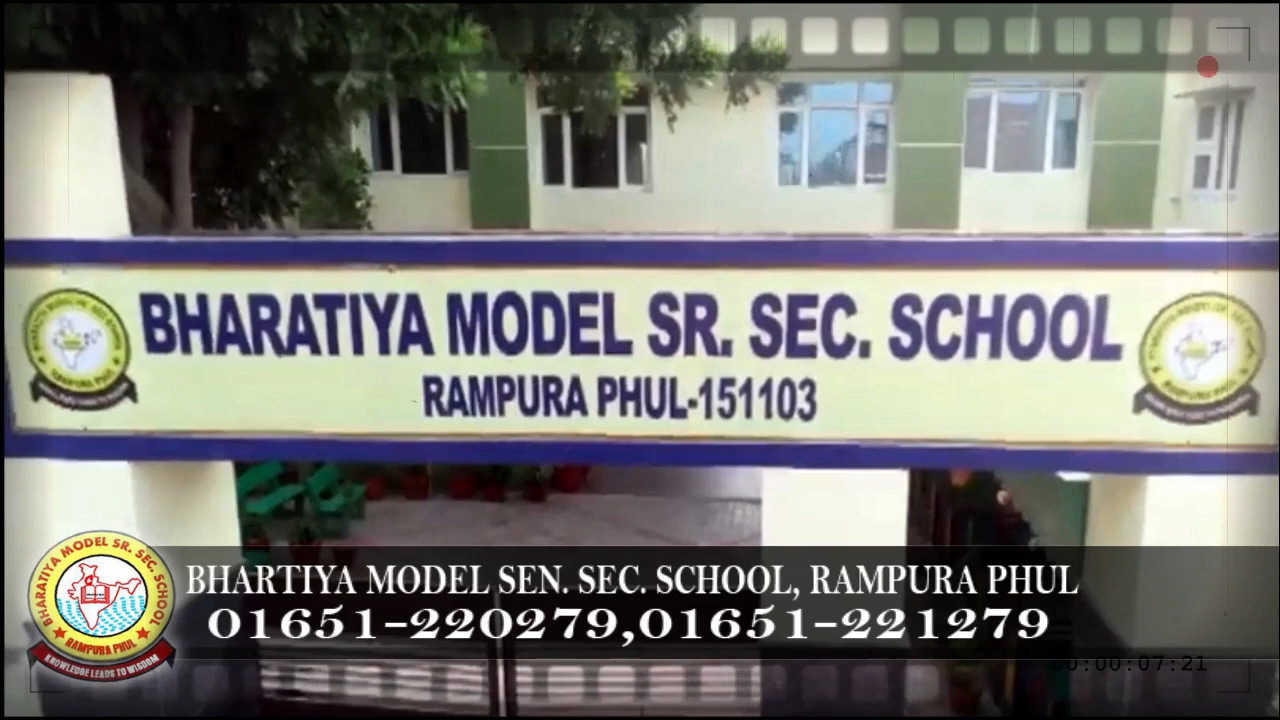 BHARATIYA MODEL SR. SEC. SCHOOL
RAMPURA PHUL-151103
BHARATIYA MODEL SR. SEC. SCHOOL
RAMPURA PHUL
KNOWLEDGE LEADS TO WISDOM
BHARTIYA MODEL SEN. SEC. SCHOOL, RAMPURA PHUL
01651-220279,01651-221279
00:00:07:21